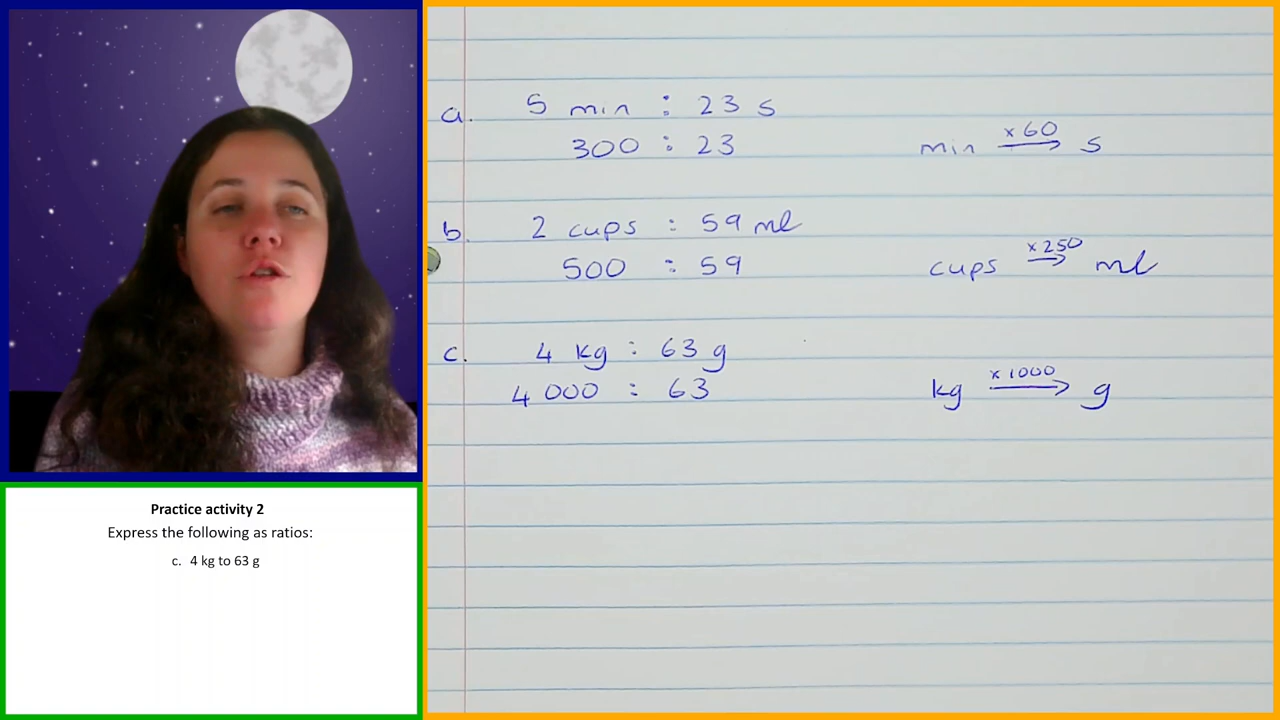 a. 5 min : 23 s
300 : 23 min ×60 → s
b. 2 cups : 59 ml
500 : 59 cups ×250 → ml
c. 4 kg : 63 g
4 000 : 63 kg ×1000 → g
Practice activity 2
Express the following as ratios:
c. 4 kg to 63 g